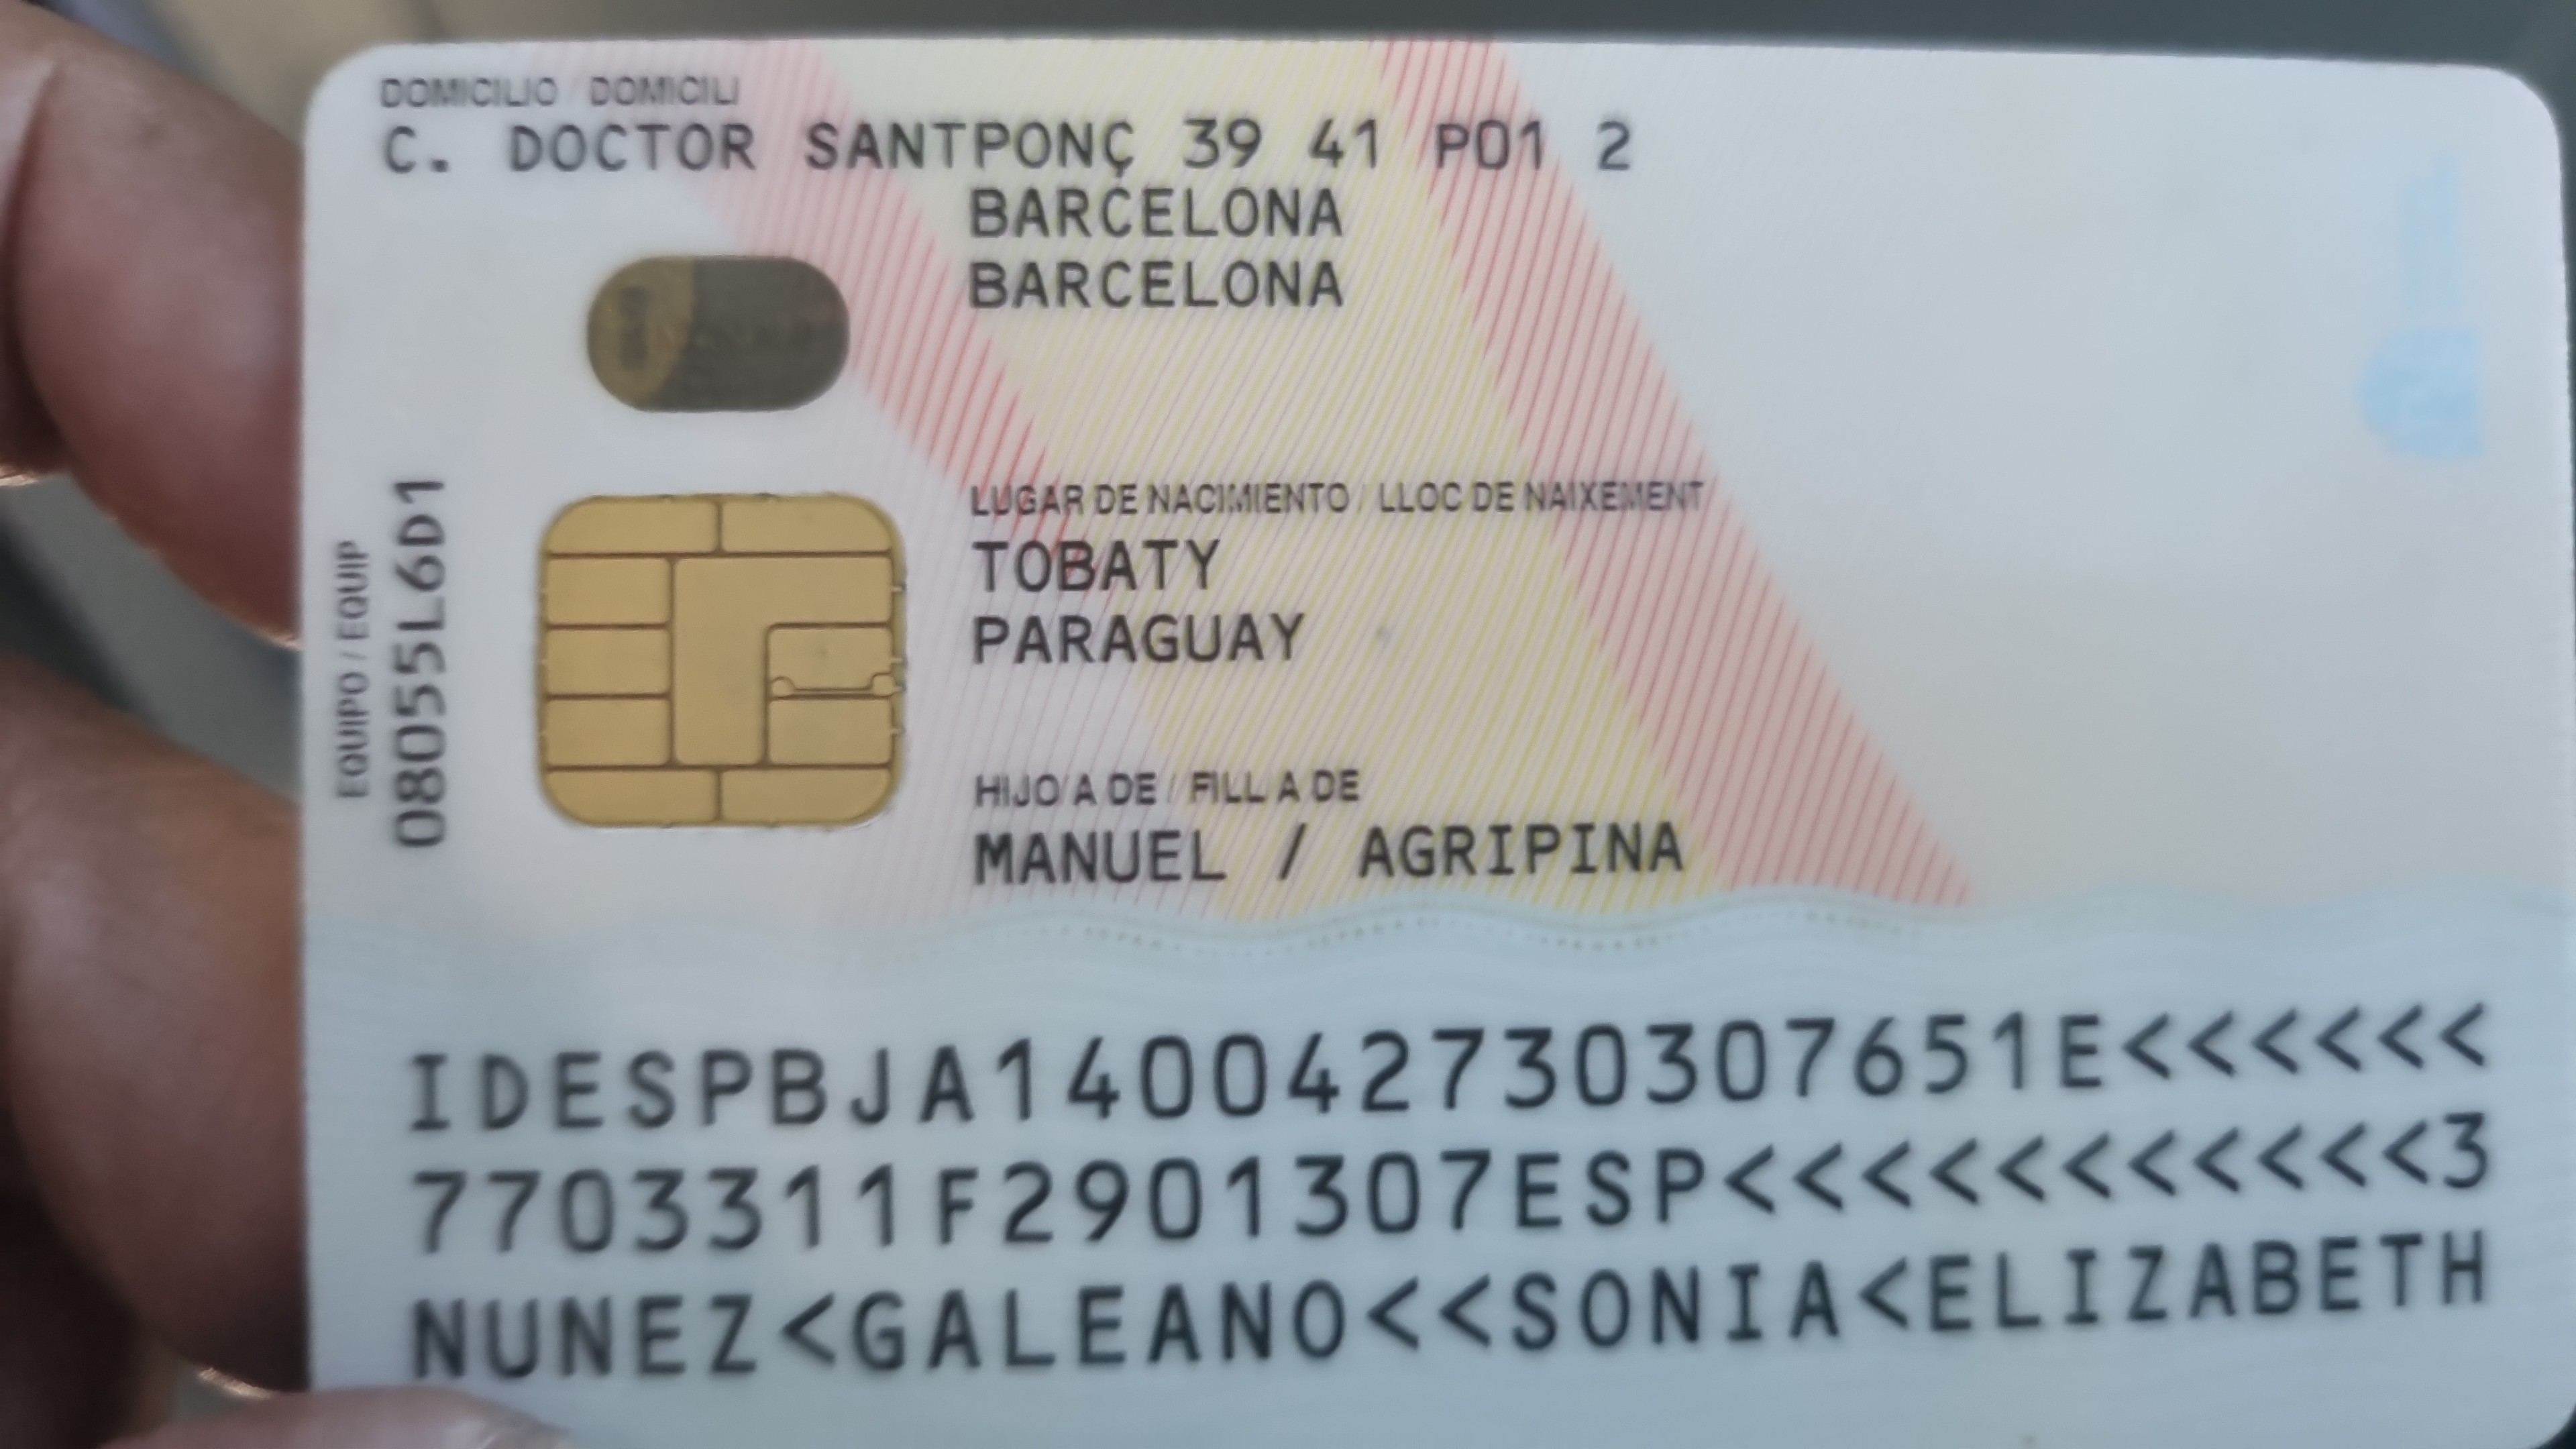 DOMICILIO / DOMICILI
C. DOCTOR SANTPONÇ 39 41 P01 2
BARCELONA
BARCELONA
LUGAR DE NACIMIENTO / LLOC DE NAIXEMENT
TOBATY
PARAGUAY
HIJO/A DE / FILL/A DE
MANUEL / AGRIPINA
EQUIPO / EQUIP
08055L6D1
IDESPBJA140042730307651E<<<<<<
7703311F2901307ESP<<<<<<<<<<<3
NUNEZ<GALEANO<<SONIA<ELIZABETH